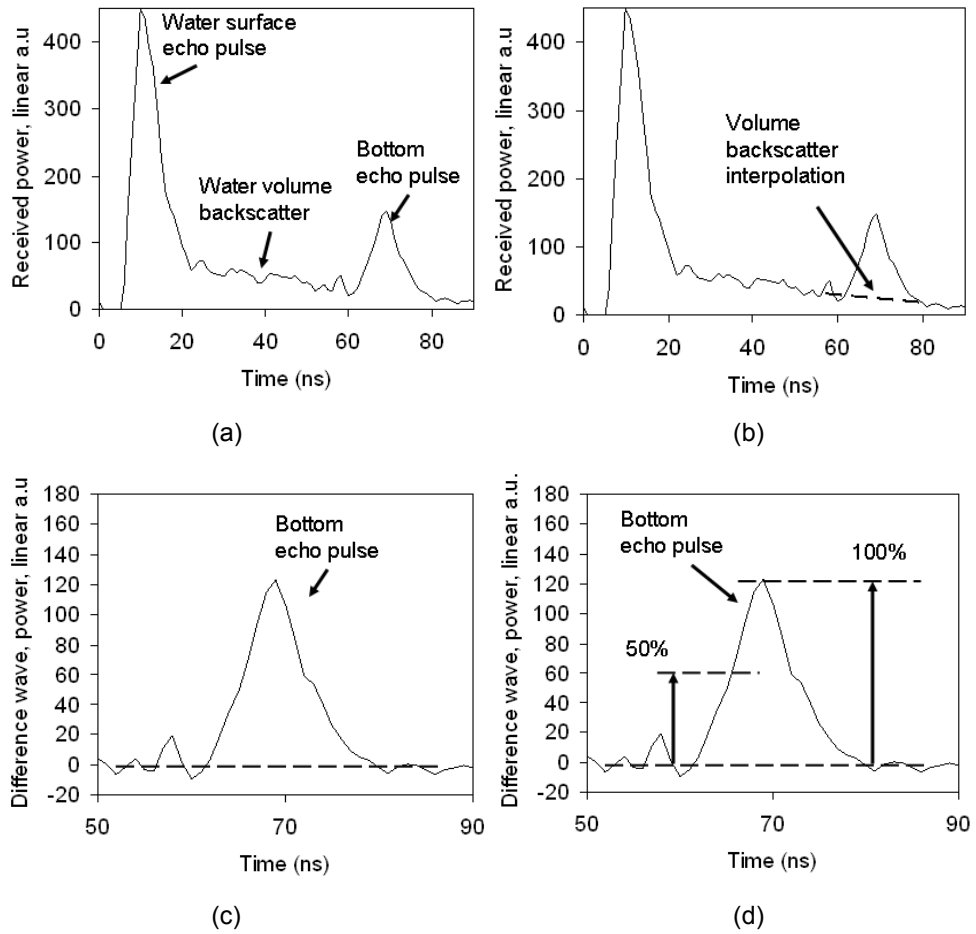 Received power, linear a.u
400
300
200
100
0
0
20
40
60
80
Time (ns)
Water surface
echo pulse
Water volume
backscatter
Bottom
echo pulse
(a)
Received power, linear a.u
400
300
200
100
0
0
20
40
60
80
Time (ns)
Volume
backscatter
interpolation
(b)
Difference wave, power, linear a.u
180
160
140
120
100
80
60
40
20
0
-20
50
70
90
Time (ns)
Bottom
echo pulse
(c)
Difference wave, power, linear a.u.
180
160
140
120
100
80
60
40
20
0
-20
50
70
90
Time (ns)
Bottom
echo pulse
100%
50%
(d)